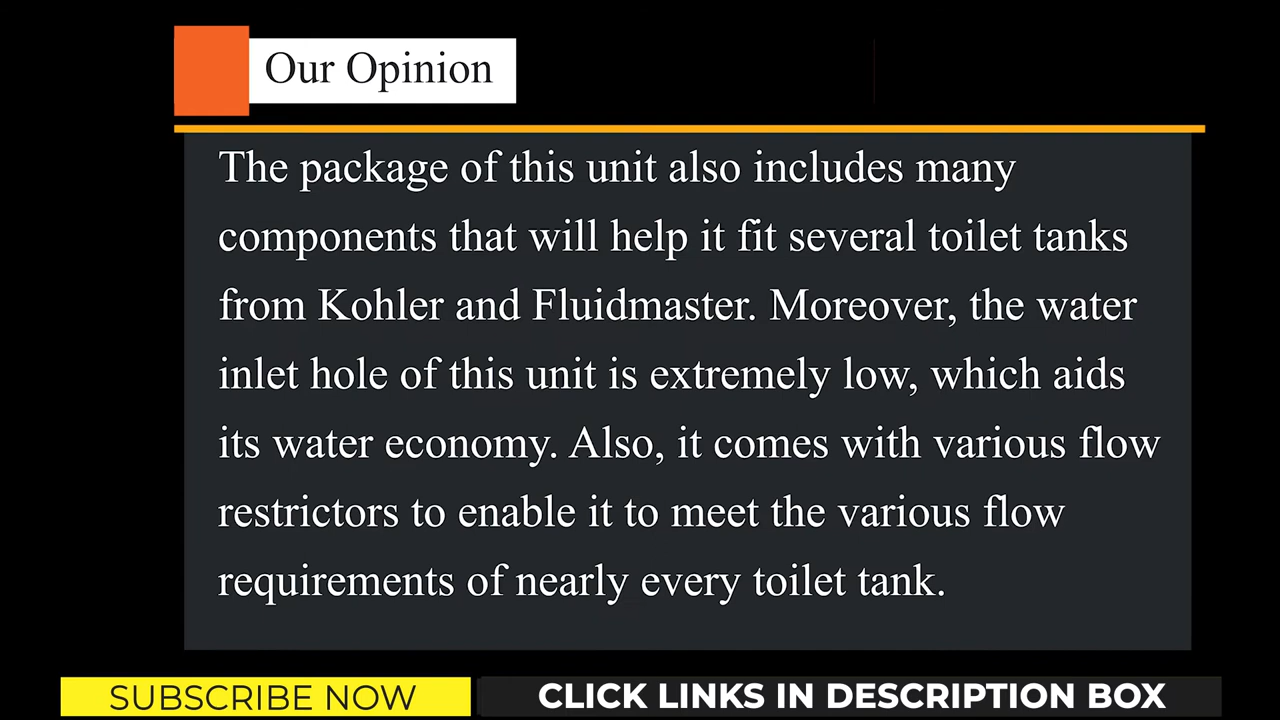 Our Opinion
The package of this unit also includes many
components that will help it fit several toilet tanks
from Kohler and Fluidmaster. Moreover, the water
inlet hole of this unit is extremely low, which aids
its water economy. Also, it comes with various flow
restrictors to enable it to meet the various flow
requirements of nearly every toilet tank.
SUBSCRIBE NOW
CLICK LINKS IN DESCRIPTION BOX